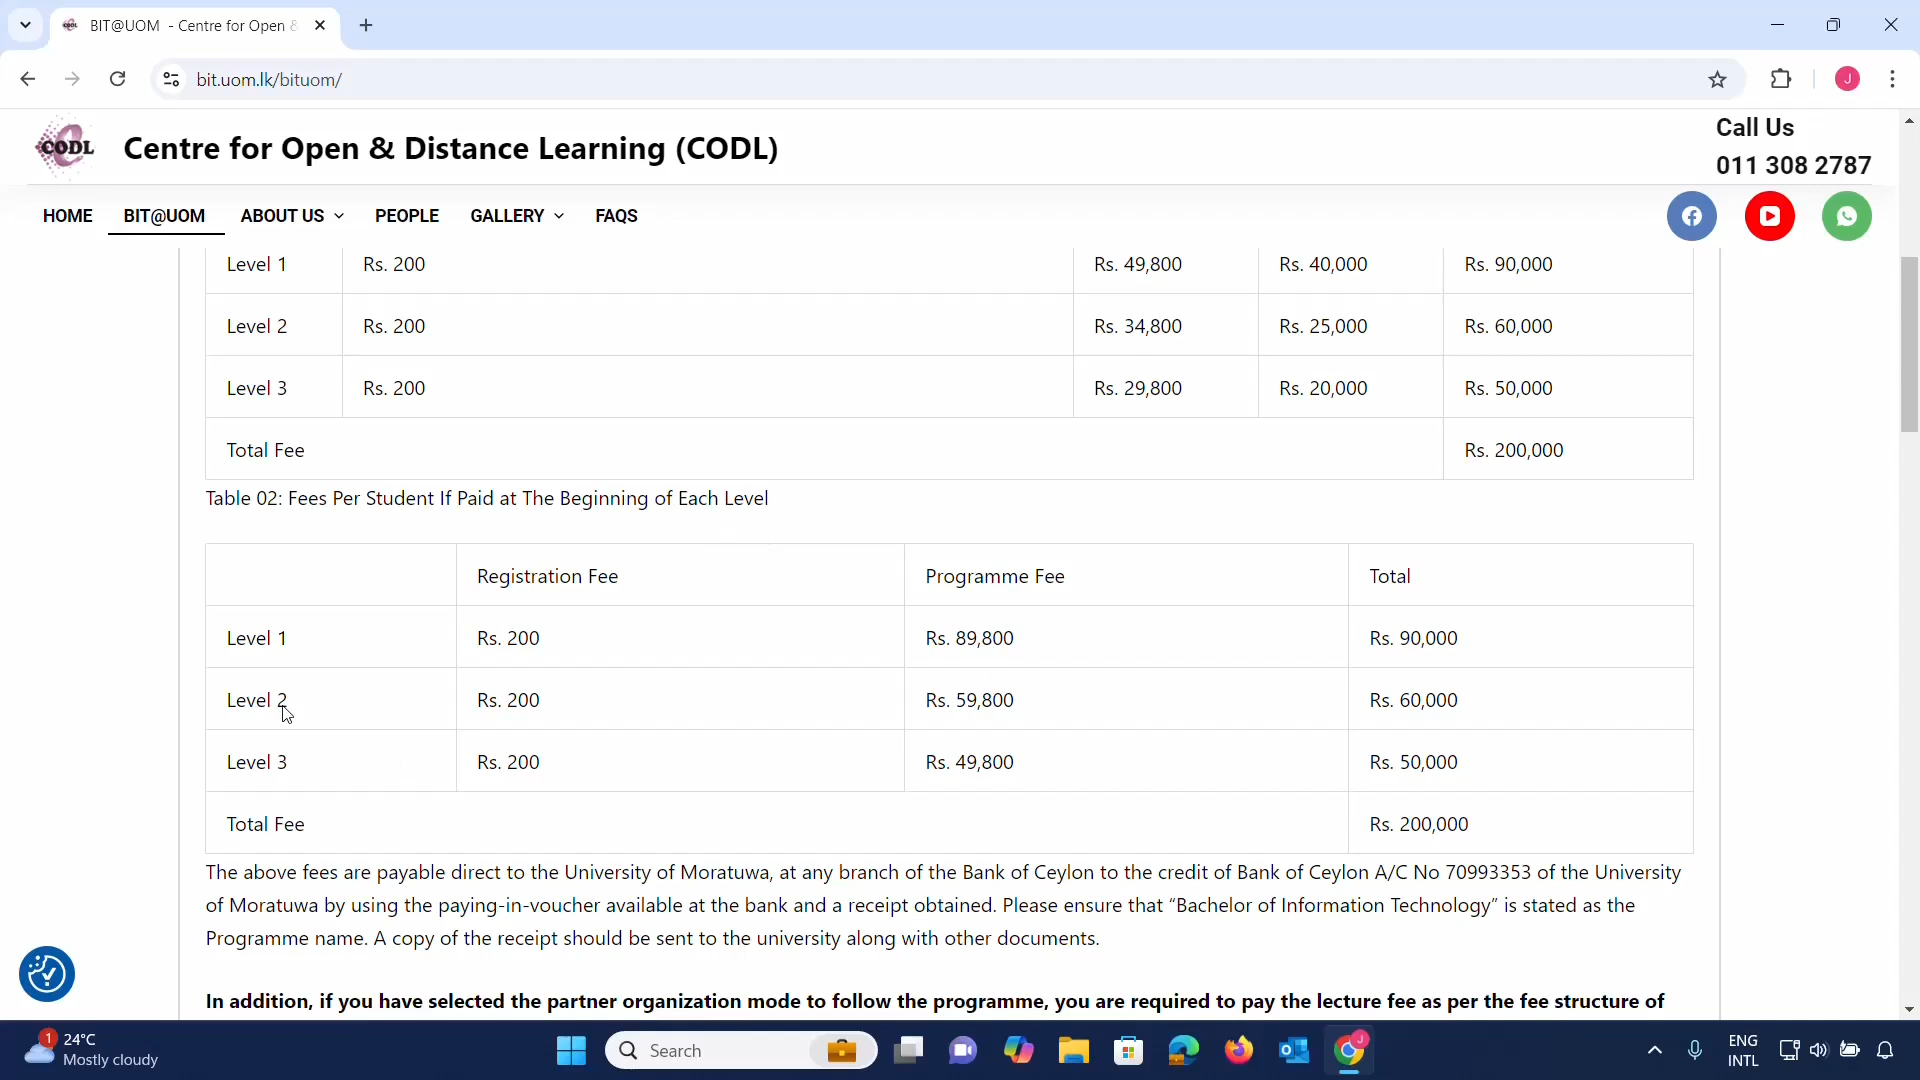 BIT@UOM - Centre for Open &
bit.uom.lk/bituom/
J
CODL
Centre for Open & Distance Learning (CODL)
Call Us
011 308 2787
HOME BIT@UOM ABOUT US PEOPLE GALLERY FAQS
Level 1 Rs. 200 Rs. 49,800 Rs. 40,000 Rs. 90,000
Level 2 Rs. 200 Rs. 34,800 Rs. 25,000 Rs. 60,000
Level 3 Rs. 200 Rs. 29,800 Rs. 20,000 Rs. 50,000
Total Fee Rs. 200,000
Table 02: Fees Per Student If Paid at The Beginning of Each Level
Registration Fee Programme Fee Total
Level 1 Rs. 200 Rs. 89,800 Rs. 90,000
Level 2 Rs. 200 Rs. 59,800 Rs. 60,000
Level 3 Rs. 200 Rs. 49,800 Rs. 50,000
Total Fee Rs. 200,000
The above fees are payable direct to the University of Moratuwa, at any branch of the Bank of Ceylon to the credit of Bank of Ceylon A/C No 70993353 of the University
of Moratuwa by using the paying-in-voucher available at the bank and a receipt obtained. Please ensure that “Bachelor of Information Technology” is stated as the
Programme name. A copy of the receipt should be sent to the university along with other documents.
In addition, if you have selected the partner organization mode to follow the programme, you are required to pay the lecture fee as per the fee structure of
1
24°C
Mostly cloudy
Search
J
ENG
INTL